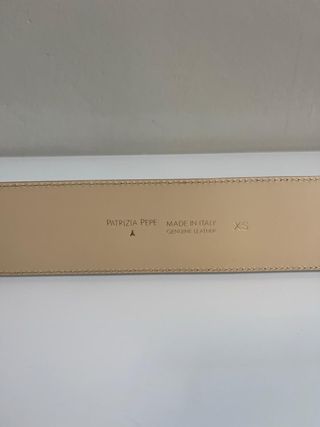 PATRIZIA PEPE
MADE IN ITALY
GENUINE LEATHER
XS